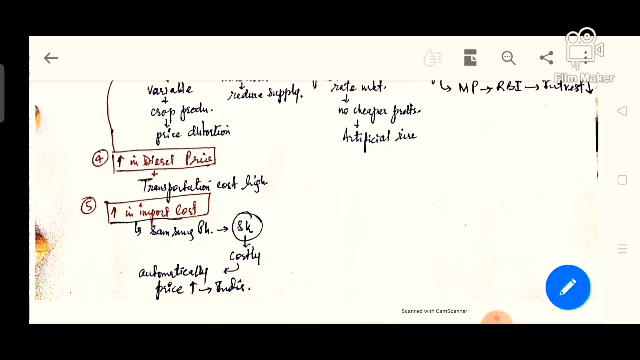 variable
↓
crop produ.
↓
price distortion
reduce supply.
rate mkt.
↓
no cheaper prdts.
↓
Artificial rise
↳ MP → RBI → Intrest ↓
④ ↑ in Diesel Price
↓
Transportation cost high
⑤ ↑ in import cost
↳ Samsung Ph. → SK
↓
costly
automatically
price ↑ → India.
Scanned with CamScanner
Film Maker